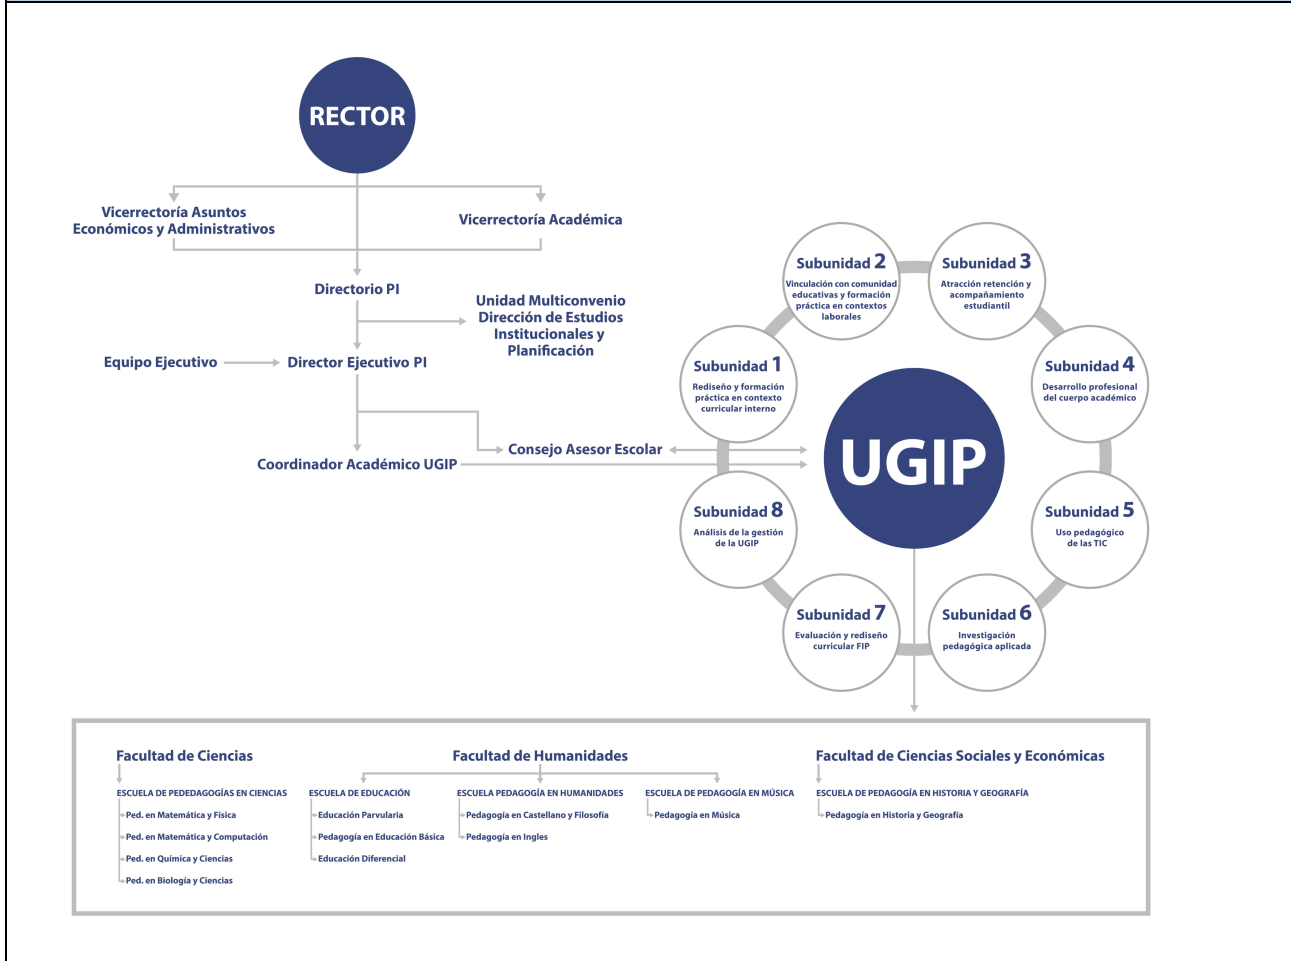 RECTOR
Vicerrectoría Asuntos
Económicos y Administrativos
Vicerrectoría Académica
Directorio PI
Unidad Multiconvenio
Dirección de Estudios
Institucionales y
Planificación
Equipo Ejecutivo
Director Ejecutivo PI
Consejo Asesor Escolar
Coordinador Académico UGIP
UGIP
Subunidad 1
Rediseño y formación
práctica en contexto
curricular interno
Subunidad 2
Vinculación con comunidad
educativas y formación
práctica en contextos
laborales
Subunidad 3
Atracción retención y
acompañamiento
estudiantil
Subunidad 4
Desarrollo profesional
del cuerpo académico
Subunidad 5
Uso pedagógico
de las TIC
Subunidad 6
Investigación
pedagógica aplicada
Subunidad 7
Evaluación y rediseño
curricular FIP
Subunidad 8
Análisis de la gestión
de la UGIP
Facultad de Ciencias
ESCUELA DE PEDEDAGOGÍAS EN CIENCIAS
Ped. en Matemática y Física
Ped. en Matemática y Computación
Ped. en Química y Ciencias
Ped. en Biología y Ciencias
Facultad de Humanidades
ESCUELA DE EDUCACIÓN
Educación Parvularia
Pedagogía en Educación Básica
Educación Diferencial
ESCUELA PEDAGOGÍA EN HUMANIDADES
Pedagogía en Castellano y Filosofía
Pedagogía en Ingles
ESCUELA DE PEDAGOGÍA EN MÚSICA
Pedagogía en Música
Facultad de Ciencias Sociales y Económicas
ESCUELA DE PEDAGOGÍA EN HISTORIA Y GEOGRAFÍA
Pedagogía en Historia y Geografía